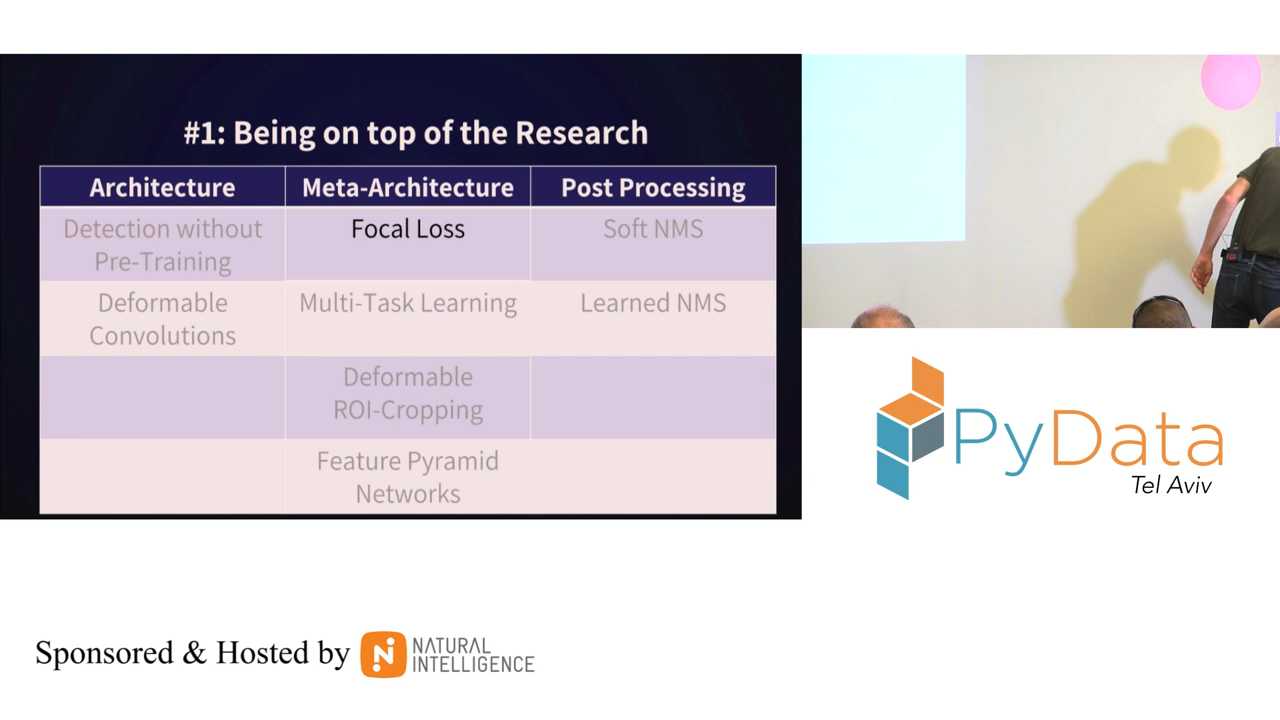 #1: Being on top of the Research
Architecture Meta-Architecture Post Processing
Detection without
Pre-Training
Focal Loss
Soft NMS
Deformable
Convolutions
Multi-Task Learning
Learned NMS
Deformable
ROI-Cropping
Feature Pyramid
Networks
PyData
Tel Aviv
Sponsored & Hosted by
NATURAL
INTELLIGENCE